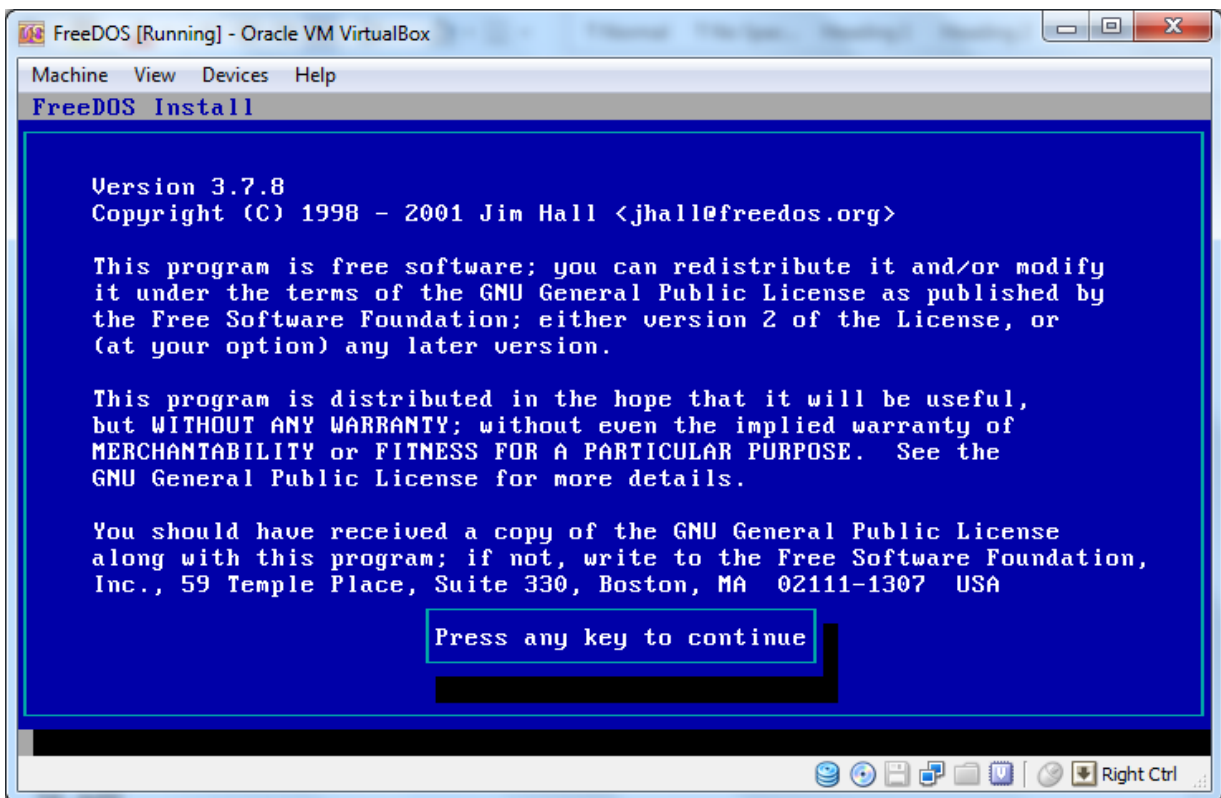 FreeDOS [Running] - Oracle VM VirtualBox
Machine View Devices Help
FreeDOS Install
Version 3.7.8
Copyright (C) 1998 - 2001 Jim Hall <jhall@freedos.org>
This program is free software; you can redistribute it and/or modify
it under the terms of the GNU General Public License as published by
the Free Software Foundation; either version 2 of the License, or
(at your option) any later version.
This program is distributed in the hope that it will be useful,
but WITHOUT ANY WARRANTY; without even the implied warranty of
MERCHANTABILITY or FITNESS FOR A PARTICULAR PURPOSE.  See the
GNU General Public License for more details.
You should have received a copy of the GNU General Public License
along with this program; if not, write to the Free Software Foundation,
Inc., 59 Temple Place, Suite 330, Boston, MA  02111-1307  USA
Press any key to continue
Right Ctrl